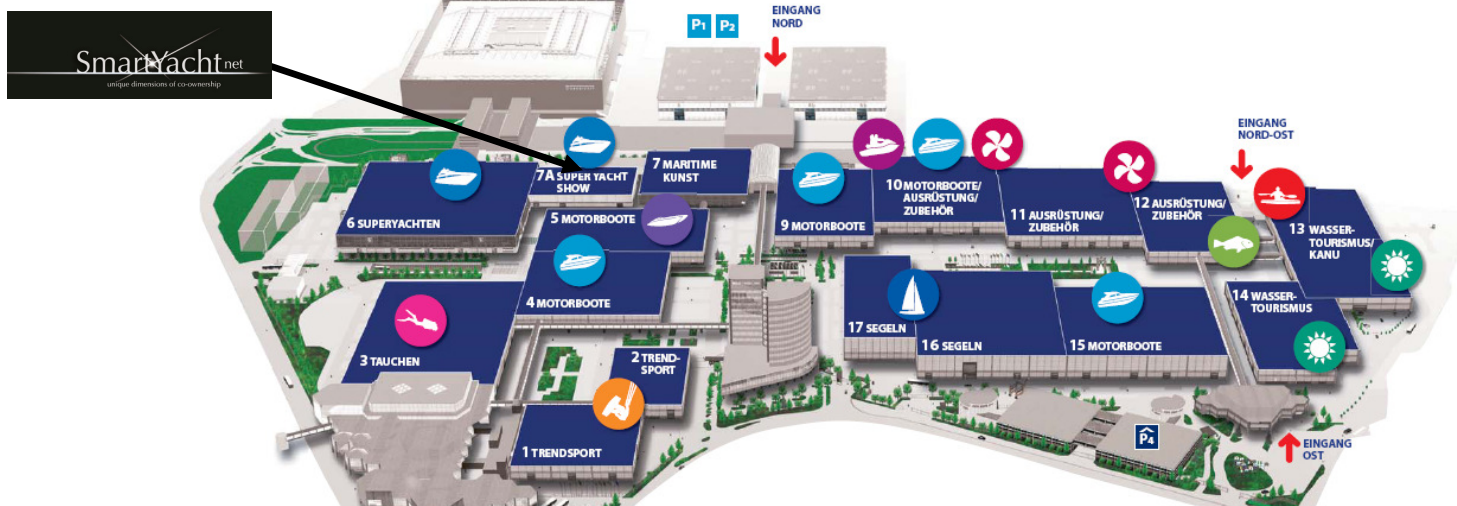 SmartYacht net
unique dimensions of co-ownership
P1 P2
EINGANG
NORD
EINGANG
NORD-OST
7A SUPER YACHT
SHOW
7 MARITIME
KUNST
6 SUPERYACHTEN
5 MOTORBOOTE
4 MOTORBOOTE
3 TAUCHEN
2 TREND-
SPORT
1 TRENDSPORT
9 MOTORBOOTE
10 MOTORBOOTE/
AUSRÜSTUNG/
ZUBEHÖR
11 AUSRÜSTUNG/
ZUBEHÖR
12 AUSRÜSTUNG/
ZUBEHÖR
13 WASSER-
TOURISMUS/
KANU
14 WASSER-
TOURISMUS
17 SEGELN
16 SEGELN
15 MOTORBOOTE
P4
EINGANG
OST